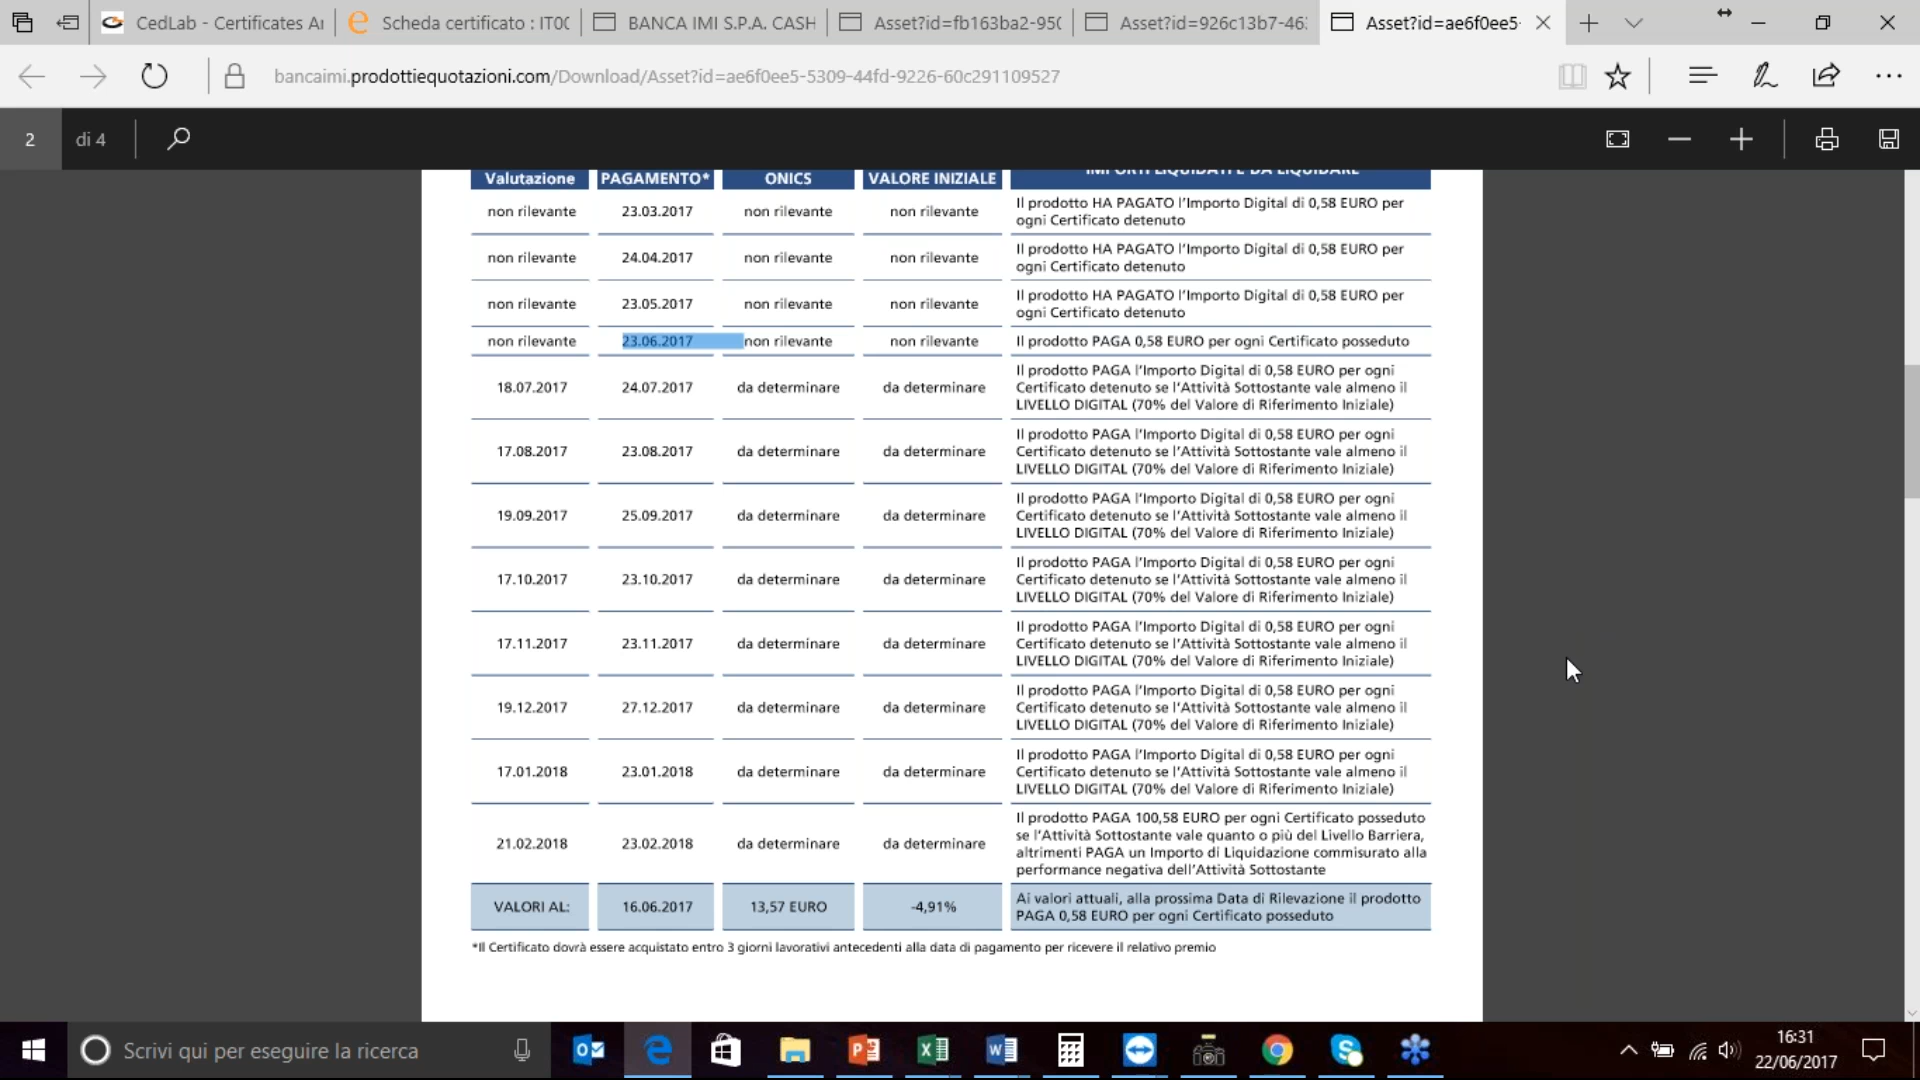 CedLab - Certificates Ar
Scheda certificato : IT00
BANCA IMI S.P.A. CASH
Asset?id=fb163ba2-950
Asset?id=926c13b7-463
Asset?id=ae6f0ee5-
bancaimi.prodottiequotazioni.com/Download/Asset?id=ae6f0ee5-5309-44fd-9226-60c291109527
2 di 4
Valutazione PAGAMENTO* ONICS VALORE INIZIALE IMPORTI LIQUIDATI E DA LIQUIDARE
non rilevante 23.03.2017 non rilevante non rilevante Il prodotto HA PAGATO l'Importo Digital di 0,58 EURO per
ogni Certificato detenuto
non rilevante 24.04.2017 non rilevante non rilevante Il prodotto HA PAGATO l'Importo Digital di 0,58 EURO per
ogni Certificato detenuto
non rilevante 23.05.2017 non rilevante non rilevante Il prodotto HA PAGATO l'Importo Digital di 0,58 EURO per
ogni Certificato detenuto
non rilevante 23.06.2017 non rilevante non rilevante Il prodotto PAGA 0,58 EURO per ogni Certificato posseduto
18.07.2017 24.07.2017 da determinare da determinare Il prodotto PAGA l'Importo Digital di 0,58 EURO per ogni
Certificato detenuto se l'Attività Sottostante vale almeno il
LIVELLO DIGITAL (70% del Valore di Riferimento Iniziale)
17.08.2017 23.08.2017 da determinare da determinare Il prodotto PAGA l'Importo Digital di 0,58 EURO per ogni
Certificato detenuto se l'Attività Sottostante vale almeno il
LIVELLO DIGITAL (70% del Valore di Riferimento Iniziale)
19.09.2017 25.09.2017 da determinare da determinare Il prodotto PAGA l'Importo Digital di 0,58 EURO per ogni
Certificato detenuto se l'Attività Sottostante vale almeno il
LIVELLO DIGITAL (70% del Valore di Riferimento Iniziale)
17.10.2017 23.10.2017 da determinare da determinare Il prodotto PAGA l'Importo Digital di 0,58 EURO per ogni
Certificato detenuto se l'Attività Sottostante vale almeno il
LIVELLO DIGITAL (70% del Valore di Riferimento Iniziale)
17.11.2017 23.11.2017 da determinare da determinare Il prodotto PAGA l'Importo Digital di 0,58 EURO per ogni
Certificato detenuto se l'Attività Sottostante vale almeno il
LIVELLO DIGITAL (70% del Valore di Riferimento Iniziale)
19.12.2017 27.12.2017 da determinare da determinare Il prodotto PAGA l'Importo Digital di 0,58 EURO per ogni
Certificato detenuto se l'Attività Sottostante vale almeno il
LIVELLO DIGITAL (70% del Valore di Riferimento Iniziale)
17.01.2018 23.01.2018 da determinare da determinare Il prodotto PAGA l'Importo Digital di 0,58 EURO per ogni
Certificato detenuto se l'Attività Sottostante vale almeno il
LIVELLO DIGITAL (70% del Valore di Riferimento Iniziale)
21.02.2018 23.02.2018 da determinare da determinare Il prodotto PAGA 100,58 EURO per ogni Certificato posseduto
se l'Attività Sottostante vale quanto o più del Livello Barriera,
altrimenti PAGA un Importo di Liquidazione commisurato alla
performance negativa dell'Attività Sottostante
VALORI AL: 16.06.2017 13,57 EURO -4,91% Ai valori attuali, alla prossima Data di Rilevazione il prodotto
PAGA 0,58 EURO per ogni Certificato posseduto
*Il Certificato dovrà essere acquistato entro 3 giorni lavorativi antecedenti alla data di pagamento per ricevere il relativo premio
Scrivi qui per eseguire la ricerca
16:31
22/06/2017